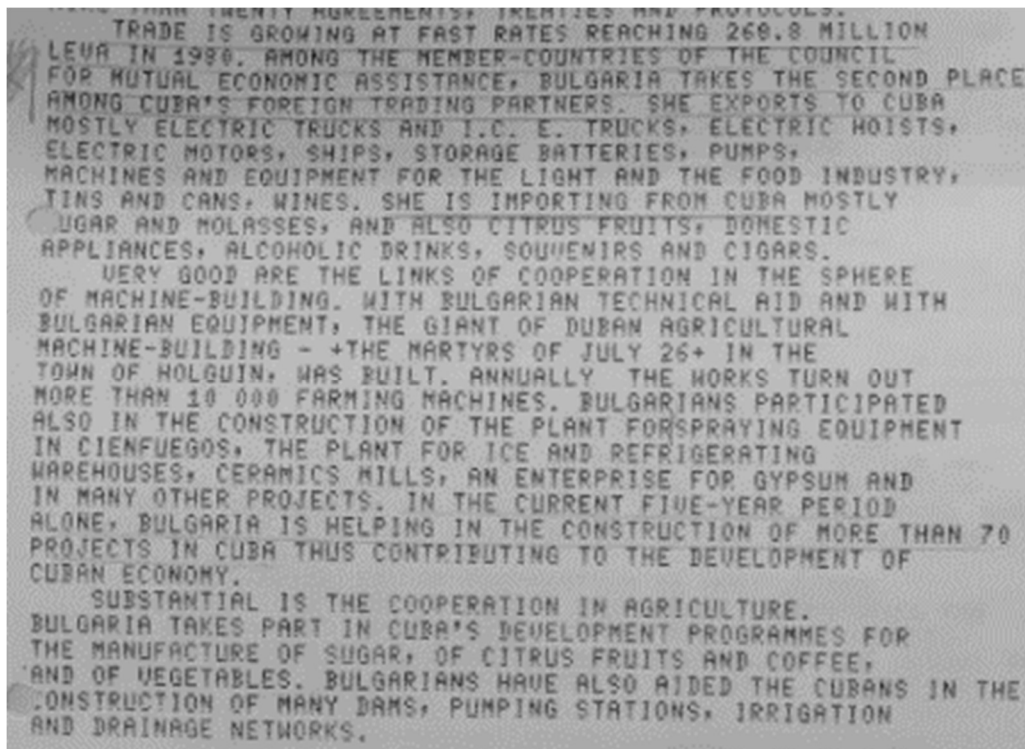 MORE THAN TWENTY AGREEMENTS, TREATIES AND PROTOCOLS.
TRADE IS GROWING AT FAST RATES REACHING 268.8 MILLION
LEVA IN 1980. AMONG THE MEMBER-COUNTRIES OF THE COUNCIL
FOR MUTUAL ECONOMIC ASSISTANCE, BULGARIA TAKES THE SECOND PLACE
AMONG CUBA'S FOREIGN TRADING PARTNERS. SHE EXPORTS TO CUBA
MOSTLY ELECTRIC TRUCKS AND I.C. E. TRUCKS, ELECTRIC HOISTS,
ELECTRIC MOTORS, SHIPS, STORAGE BATTERIES, PUMPS,
MACHINES AND EQUIPMENT FOR THE LIGHT AND THE FOOD INDUSTRY,
TINS AND CANS, WINES. SHE IS IMPORTING FROM CUBA MOSTLY
SUGAR AND MOLASSES, AND ALSO CITRUS FRUITS, DOMESTIC
APPLIANCES, ALCOHOLIC DRINKS, SOUVENIRS AND CIGARS.
VERY GOOD ARE THE LINKS OF COOPERATION IN THE SPHERE
OF MACHINE-BUILDING. WITH BULGARIAN TECHNICAL AID AND WITH
BULGARIAN EQUIPMENT, THE GIANT OF DUBAN AGRICULTURAL
MACHINE-BUILDING - +THE MARTYRS OF JULY 26+ IN THE
TOWN OF HOLGUIN, WAS BUILT. ANNUALLY THE WORKS TURN OUT
MORE THAN 10 000 FARMING MACHINES. BULGARIANS PARTICIPATED
ALSO IN THE CONSTRUCTION OF THE PLANT FORSPRAYING EQUIPMENT
IN CIENFUEGOS, THE PLANT FOR ICE AND REFRIGERATING
WAREHOUSES, CERAMICS MILLS, AN ENTERPRISE FOR GYPSUM AND
IN MANY OTHER PROJECTS. IN THE CURRENT FIVE-YEAR PERIOD
ALONE, BULGARIA IS HELPING IN THE CONSTRUCTION OF MORE THAN 70
PROJECTS IN CUBA THUS CONTRIBUTING TO THE DEVELOPMENT OF
CUBAN ECONOMY.
SUBSTANTIAL IS THE COOPERATION IN AGRICULTURE.
BULGARIA TAKES PART IN CUBA'S DEVELOPMENT PROGRAMMES FOR
THE MANUFACTURE OF SUGAR, OF CITRUS FRUITS AND COFFEE,
AND OF VEGETABLES. BULGARIANS HAVE ALSO AIDED THE CUBANS IN THE
CONSTRUCTION OF MANY DAMS, PUMPING STATIONS, IRRIGATION
AND DRAINAGE NETWORKS.